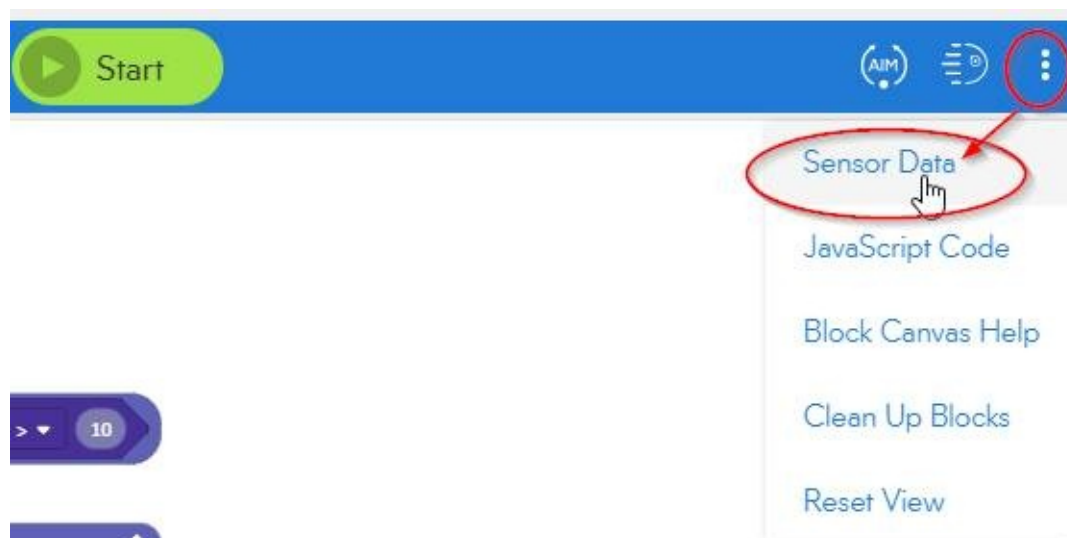 Start
AIM
Sensor Data
JavaScript Code
Block Canvas Help
> 10
Clean Up Blocks
Reset View